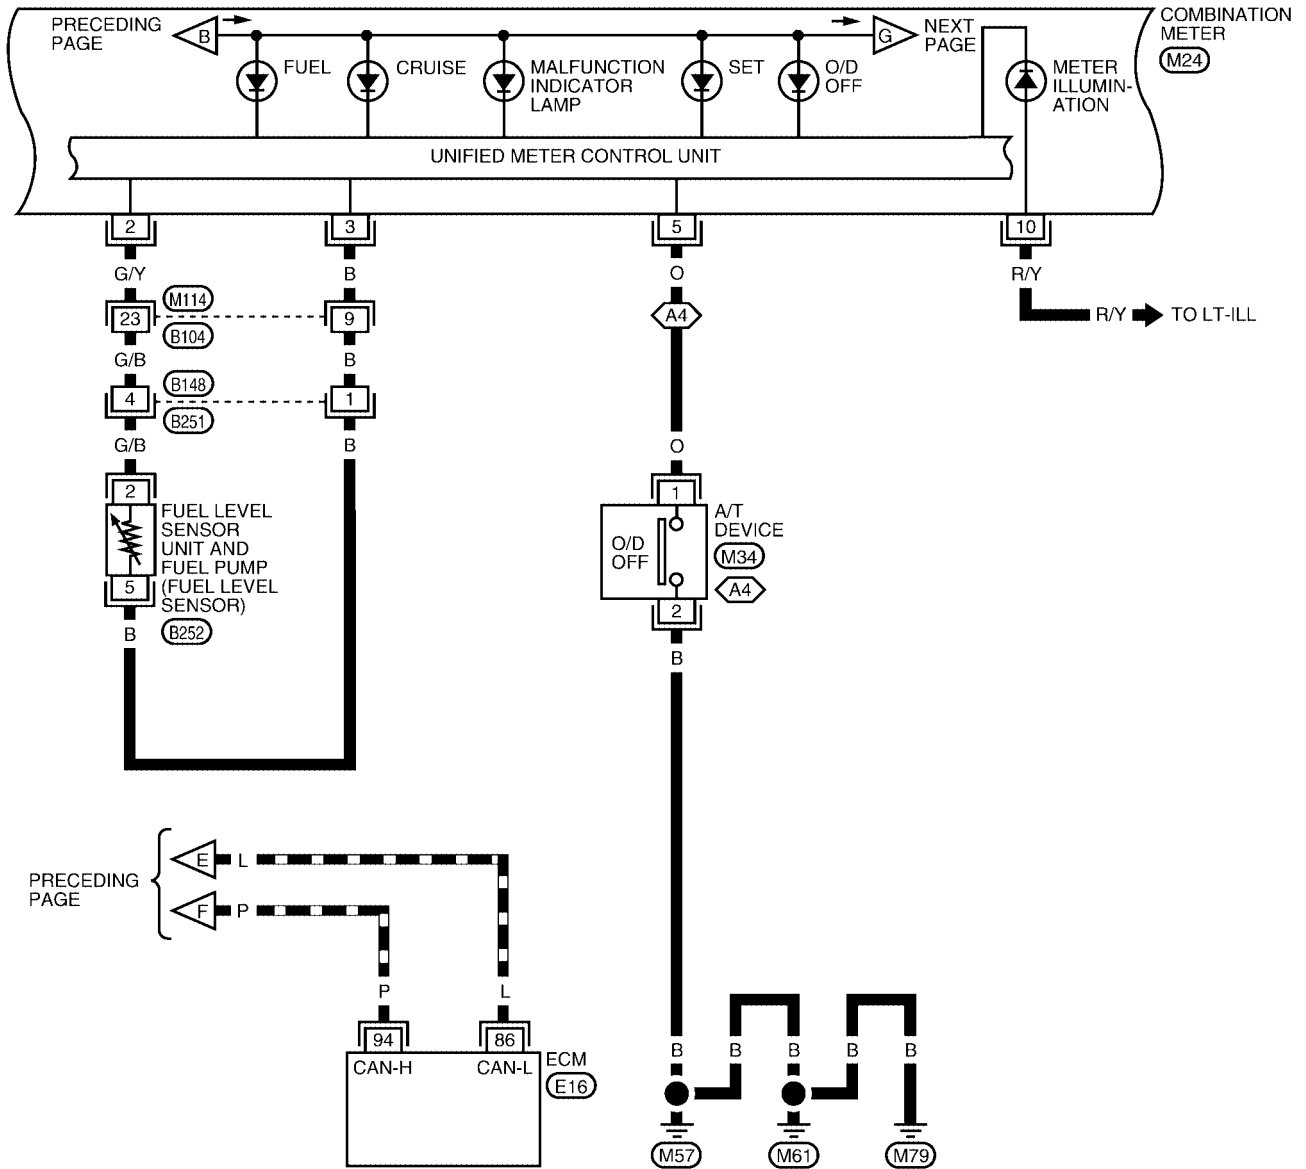 PRECEDING
PAGE
B
G
NEXT
PAGE
COMBINATION
METER
M24
FUEL
CRUISE
MALFUNCTION
INDICATOR
LAMP
SET
O/D
OFF
METER
ILLUMIN-
ATION
UNIFIED METER CONTROL UNIT
2
3
5
10
G/Y
B
O
R/Y
M114
23
9
A4
R/Y
TO LT-ILL
B104
G/B
B
B148
4
1
B251
G/B
B
O
2
1
FUEL LEVEL
SENSOR
UNIT AND
FUEL PUMP
(FUEL LEVEL
SENSOR)
B252
5
B
O/D
OFF
A/T
DEVICE
M34
A4
2
B
PRECEDING
PAGE
E
L
F
P
P
L
94
86
CAN-H
CAN-L
ECM
E16
B
B
B
B
B
M57
M61
M79